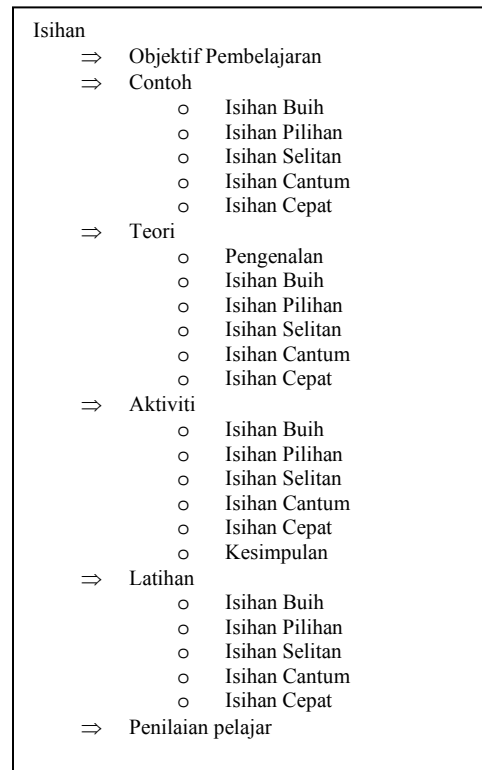 Isihan
⇒ Objektif Pembelajaran
⇒ Contoh
o Isihan Buih
o Isihan Pilihan
o Isihan Selitan
o Isihan Cantum
o Isihan Cepat
⇒ Teori
o Pengenalan
o Isihan Buih
o Isihan Pilihan
o Isihan Selitan
o Isihan Cantum
o Isihan Cepat
⇒ Aktiviti
o Isihan Buih
o Isihan Pilihan
o Isihan Selitan
o Isihan Cantum
o Isihan Cepat
o Kesimpulan
⇒ Latihan
o Isihan Buih
o Isihan Pilihan
o Isihan Selitan
o Isihan Cantum
o Isihan Cepat
⇒ Penilaian pelajar